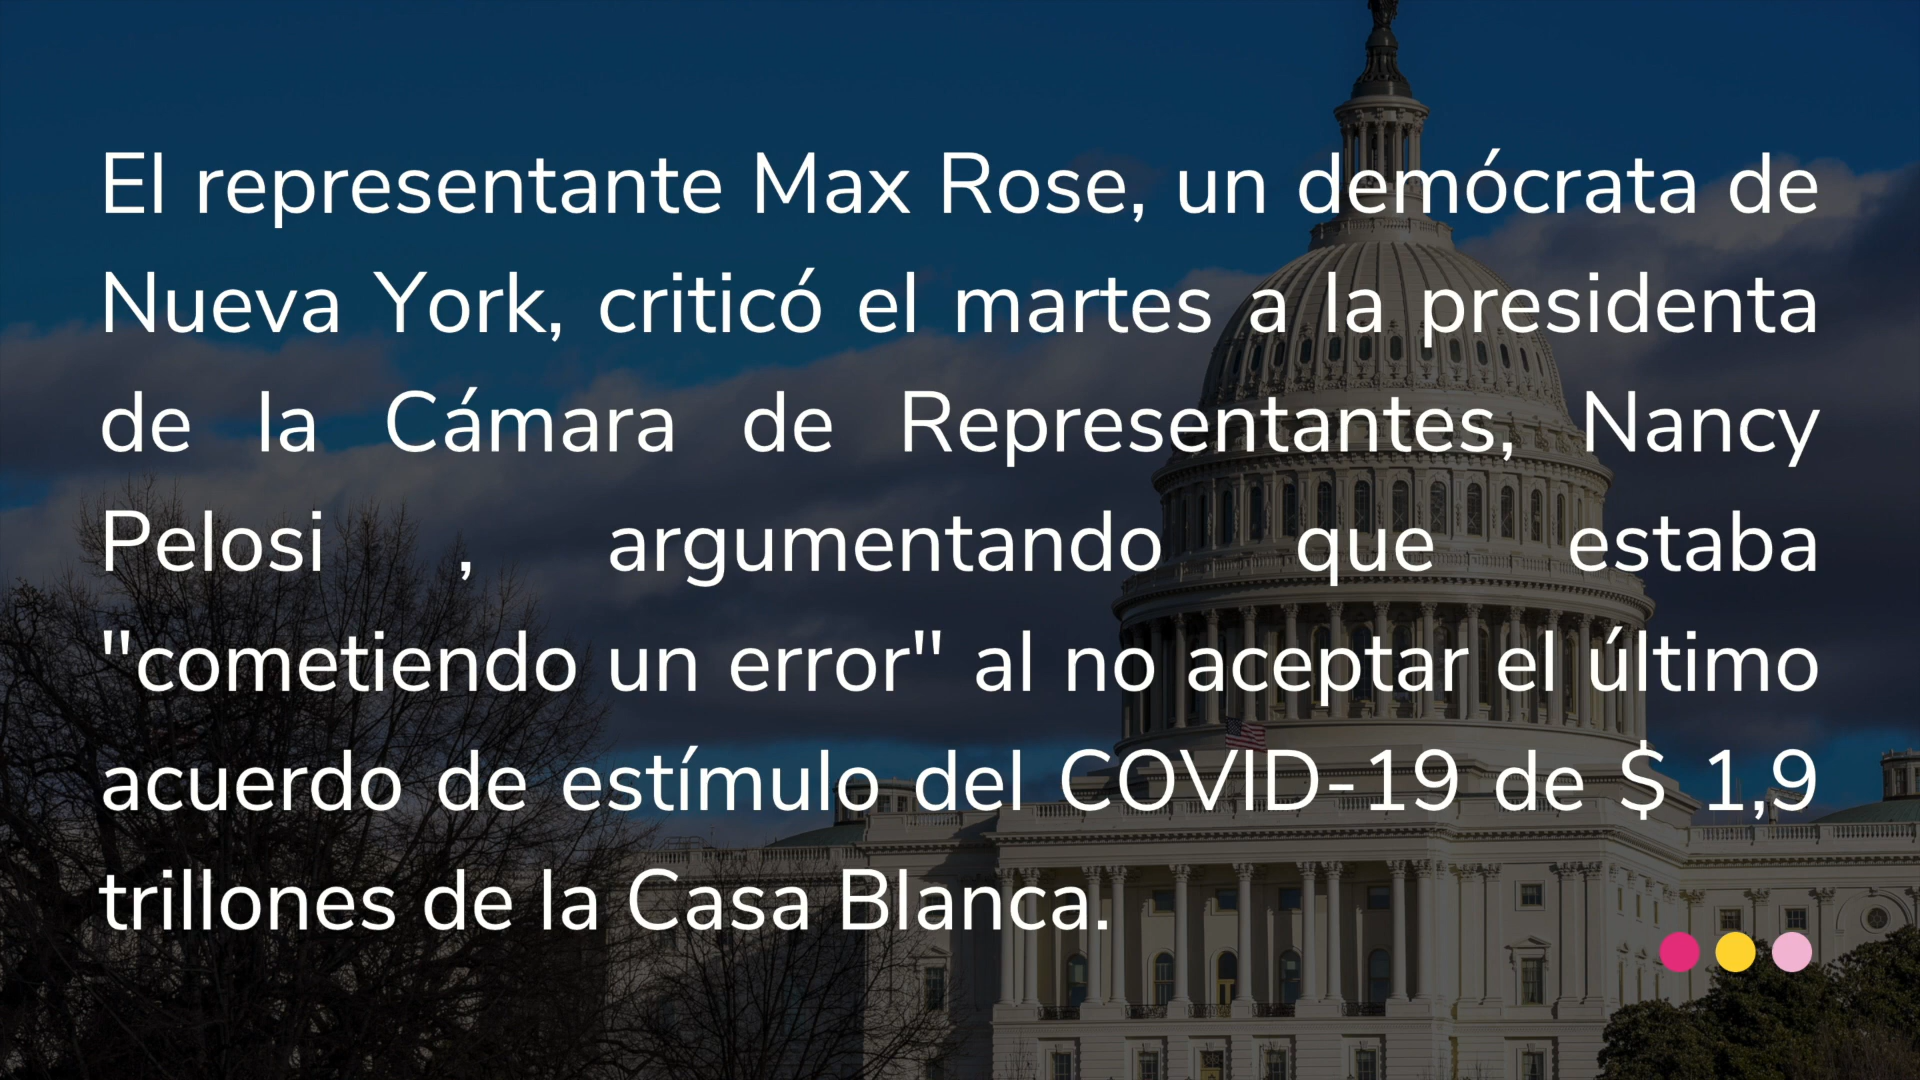 El representante Max Rose, un demócrata de
Nueva York, criticó el martes a la presidenta
de la Cámara de Representantes, Nancy
Pelosi , argumentando que estaba
"cometiendo un error" al no aceptar el último
acuerdo de estímulo del COVID-19 de $ 1,9
trillones de la Casa Blanca.